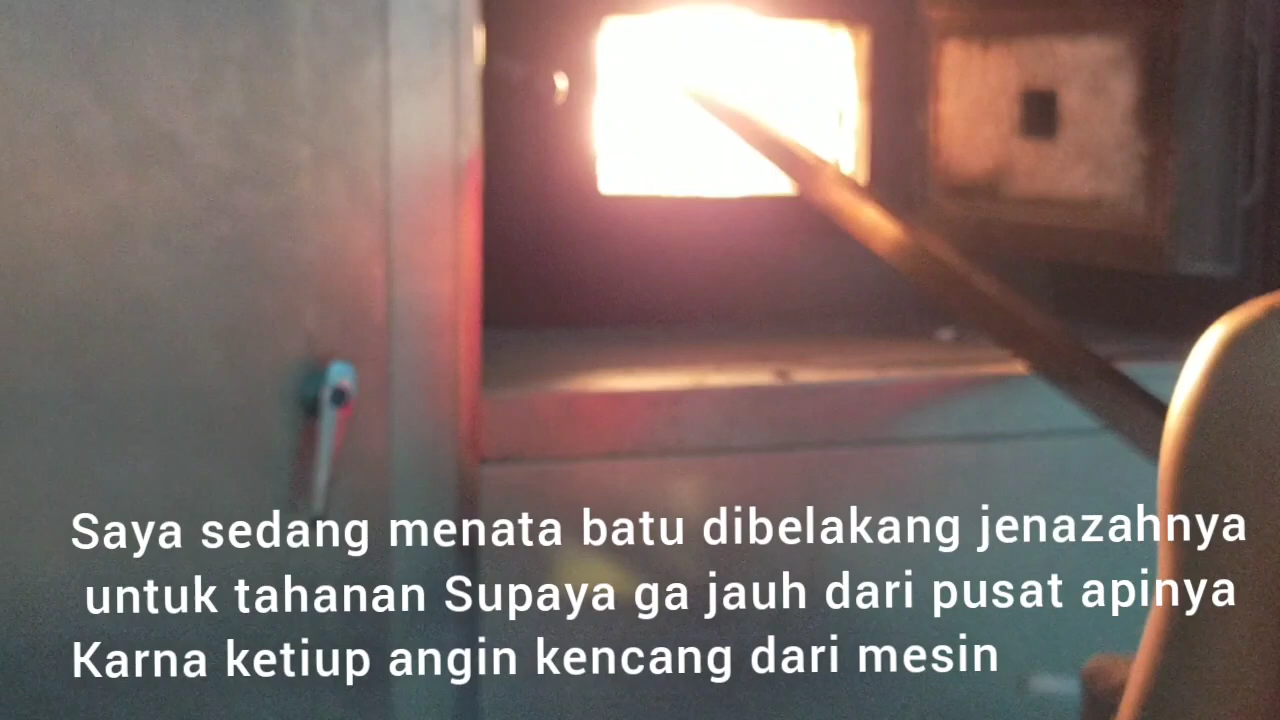 Saya sedang menata batu dibelakang jenazahnya
untuk tahanan Supaya ga jauh dari pusat apinya
Karna ketiup angin kencang dari mesin